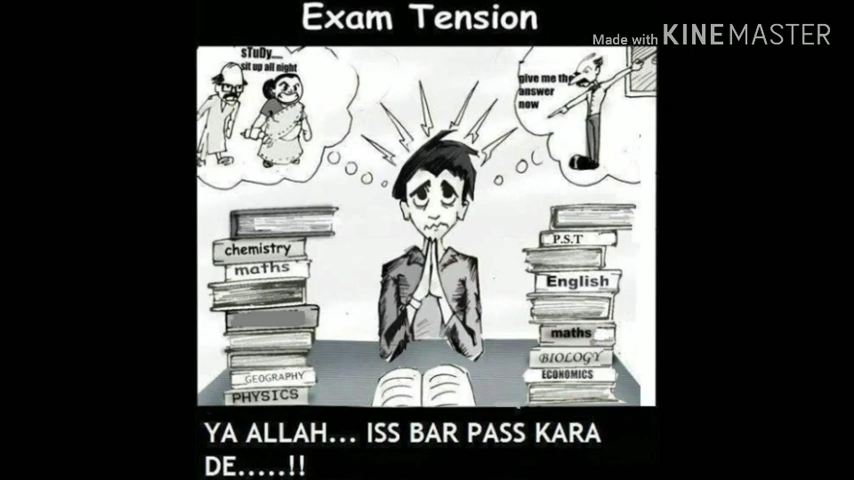 Exam Tension
Made with KINEMASTER
sTuDy.....
sit up all night
give me the
answer
now
chemistry
maths
GEOGRAPHY
PHYSICS
P.S.T
English
maths
BIOLOGY
ECONOMICS
YA ALLAH... ISS BAR PASS KARA
DE.....!!